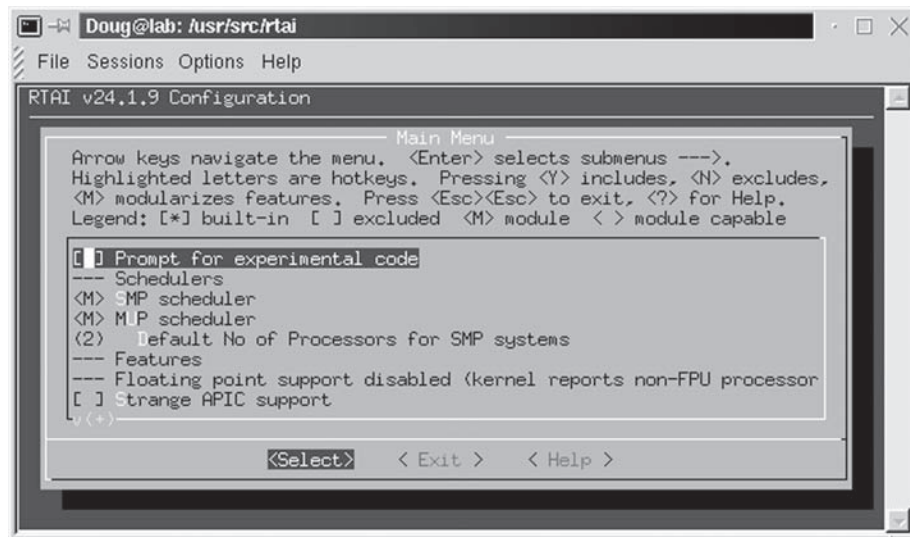 Doug@lab: /usr/src/rtai
File Sessions Options Help
RTAI v24.1.9 Configuration
Main Menu
Arrow keys navigate the menu. <Enter> selects submenus --->.
Highlighted letters are hotkeys. Pressing <Y> includes, <N> excludes,
<M> modularizes features. Press <Esc><Esc> to exit, <?> for Help.
Legend: [*] built-in [ ] excluded <M> module < > module capable
[ ] Prompt for experimental code
--- Schedulers
<M> SMP scheduler
<M> MUP scheduler
(2) Default No of Processors for SMP systems
--- Features
--- Floating point support disabled (kernel reports non-FPU processor
[ ] Strange APIC support
v(+)
<Select> < Exit > < Help >